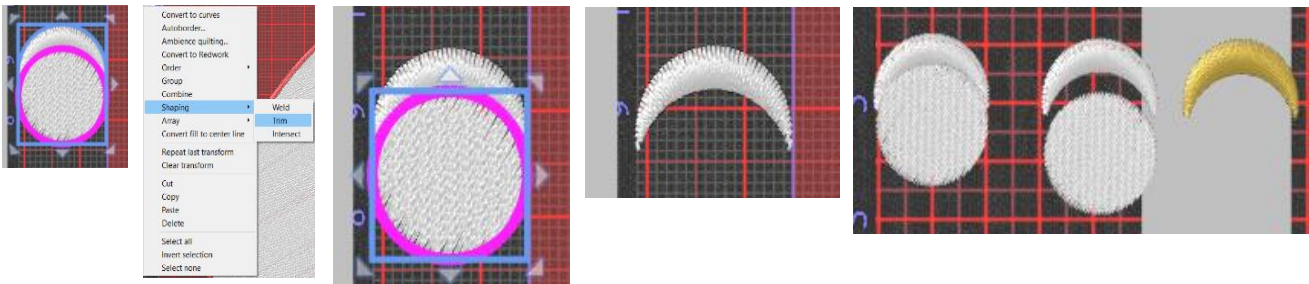 Convert to curves
Autoborder...
Ambience quilting...
Convert to Redwork
Order
Group
Combine
Shaping
Weld
Array
Trim
Convert fill to center line
Intersect
Repeat last transform
Clear transform
Cut
Copy
Paste
Delete
Select all
Invert selection
Select none